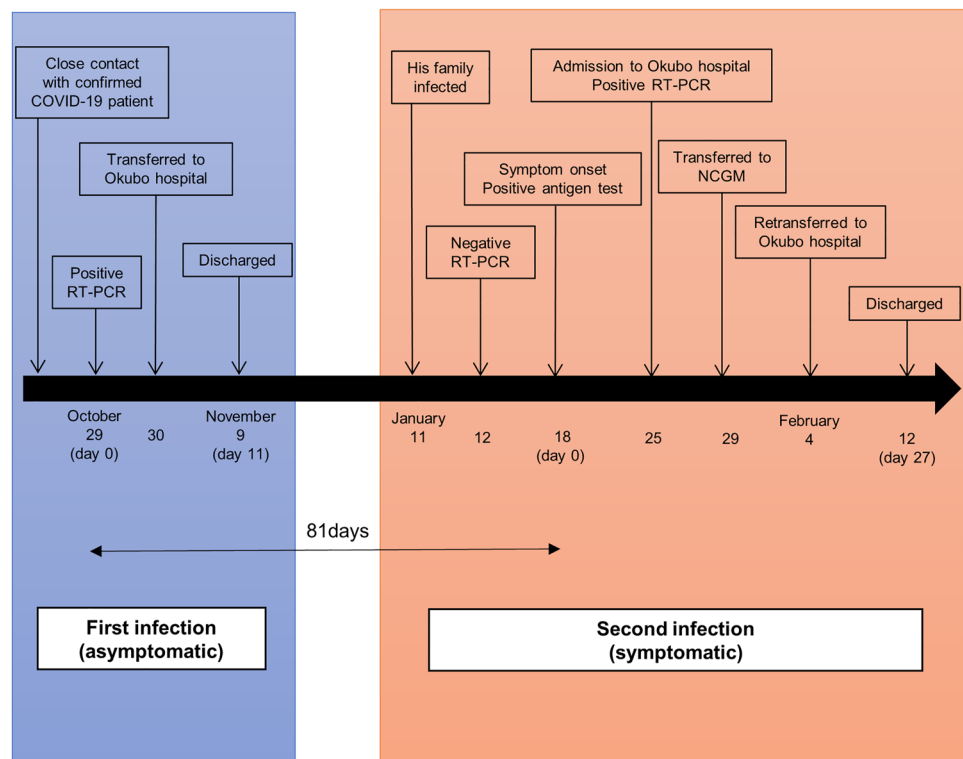 Close contact
with confirmed
COVID-19 patient
Transferred to
Okubo hospital
Positive
RT-PCR
Discharged
His family
infected
Negative
RT-PCR
Symptom onset
Positive antigen test
Admission to Okubo hospital
Positive RT-PCR
Transferred to
NCGM
Retransferred to
Okubo hospital
Discharged
October
29
(day 0)
30
November
9
(day 11)
January
11
12
18
(day 0)
25
29
February
4
12
(day 27)
81days
First infection
(asymptomatic)
Second infection
(symptomatic)